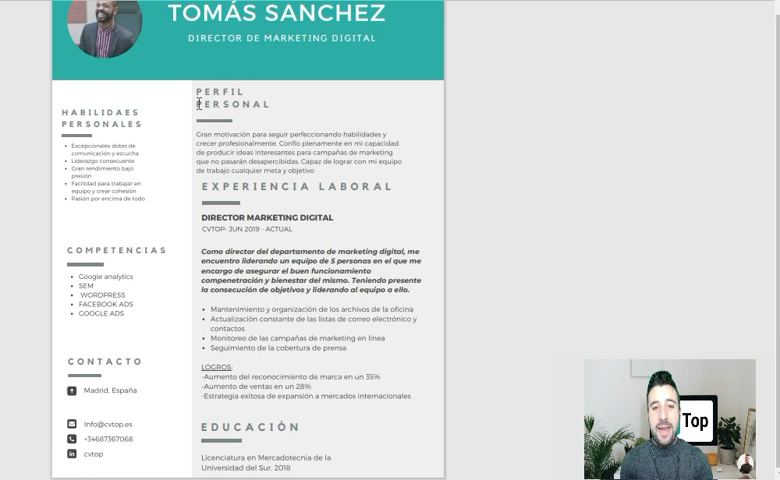 TOMÁS SANCHEZ
DIRECTOR DE MARKETING DIGITAL
HABILIDAES
PERSONALES
Excepcionales dotes de
comunicación y escucha
Liderazgo consecuente
Gran rendimiento bajo
presión
Facilidad para trabajar en
equipo y crear cohesión
Pasión por encima de todo
COMPETENCIAS
Google analytics
SEM
WORDPRESS
FACEBOOK ADS
GOOGLE ADS
CONTACTO
Madrid. España
Info@cvtop.es
+34687367068
cvtop
PERFIL
PERSONAL
Gran motivación para seguir perfeccionando habilidades y
crecer profesionalmente. Confío plenamente en mi capacidad
de producir ideas interesantes para campañas de marketing
que no pasarán desapercibidas. Capaz de lograr con mi equipo
de trabajo cualquier meta y objetivo
EXPERIENCIA LABORAL
DIRECTOR MARKETING DIGITAL
CVTOP- JUN 2019 - ACTUAL
Como director del departamento de marketing digital, me
encuentro liderando un equipo de 5 personas en el que me
encargo de asegurar el buen funcionamiento
compenetración y bienestar del mismo. Teniendo presente
la consecución de objetivos y liderando al equipo a ello.
Mantenimiento y organización de los archivos de la oficina
Actualización constante de las listas de correo electrónico y
contactos
Monitoreo de las campañas de marketing en línea
Seguimiento de la cobertura de prensa
LOGROS:
-Aumento del reconocimiento de marca en un 35%
-Aumento de ventas en un 28%
-Estrategia exitosa de expansión a mercados internacionales
EDUCACIÓN
Licenciatura en Mercadotecnia de la
Universidad del Sur. 2018
Top